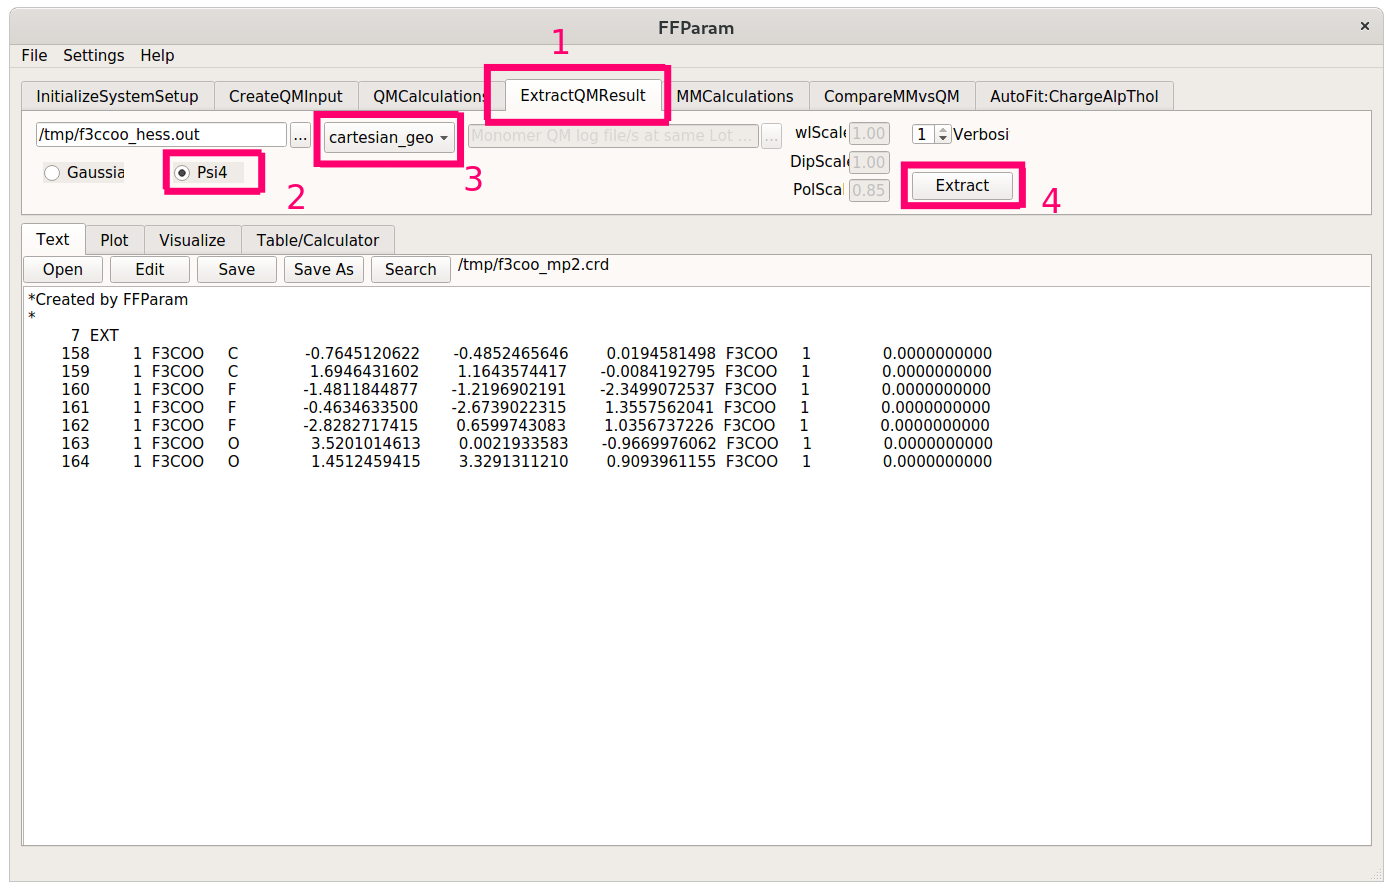 FFParam ×
1
File Settings Help
InitializeSystemSetup CreateQMInput QMCalculations ExtractQMResult MMCalculations CompareMMvsQM AutoFit:ChargeAlpThol
/tmp/f3ccoo_hess.out ... cartesian_geo Monomer QM log file/s at same Lot ... ... wIScale 1.00 1 Verbosi
DipScale 1.00
Gaussia Psi4 2 3 PolScal 0.85 Extract 4
Text Plot Visualize Table/Calculator
Open Edit Save Save As Search /tmp/f3coo_mp2.crd
*Created by FFParam
*
7 EXT
158 1 F3COO C -0.7645120622 -0.4852465646 0.0194581498 F3COO 1 0.0000000000
159 1 F3COO C 1.6946431602 1.1643574417 -0.0084192795 F3COO 1 0.0000000000
160 1 F3COO F -1.4811844877 -1.2196902191 -2.3499072537 F3COO 1 0.0000000000
161 1 F3COO F -0.4634633500 -2.6739022315 1.3557562041 F3COO 1 0.0000000000
162 1 F3COO F -2.8282717415 0.6599743083 1.0356737226 F3COO 1 0.0000000000
163 1 F3COO O 3.5201014613 0.0021933583 -0.9669976062 F3COO 1 0.0000000000
164 1 F3COO O 1.4512459415 3.3291311210 0.9093961155 F3COO 1 0.0000000000